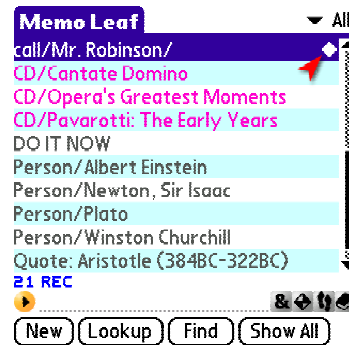 Memo Leaf
All
call/Mr. Robinson/
CD/Cantate Domino
CD/Opera's Greatest Moments
CD/Pavarotti: The Early Years
DO IT NOW
Person/Albert Einstein
Person/Newton, Sir Isaac
Person/Plato
Person/Winston Churchill
Quote: Aristotle (384BC-322BC)
21 REC
&
New Lookup Find Show All